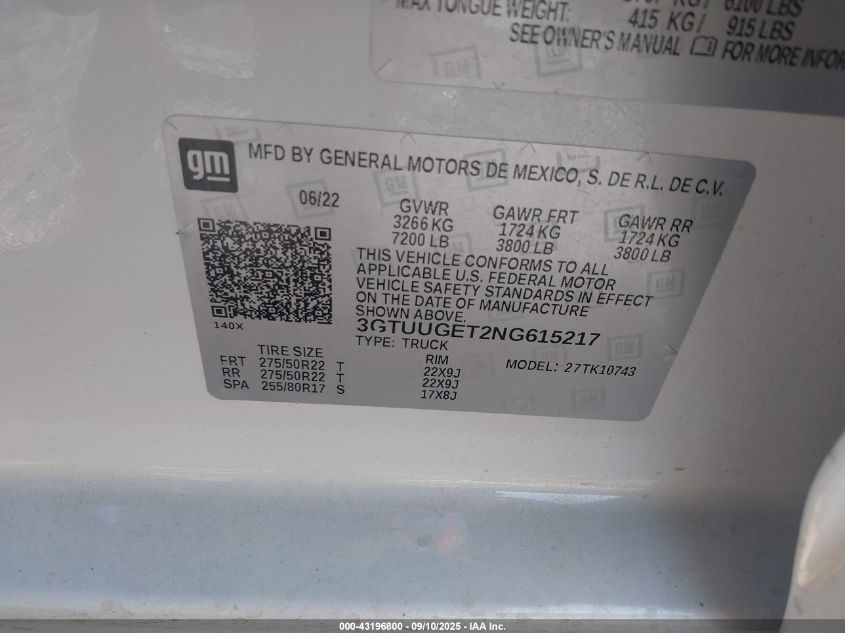 6100 LBS
MAX TONGUE WEIGHT: 415 KG / 915 LBS
SEE OWNER'S MANUAL FOR MORE INFOR
gm
MFD BY GENERAL MOTORS DE MEXICO, S. DE R.L. DE C.V.
06/22
GVWR GAWR FRT GAWR RR
3266 KG 1724 KG 1724 KG
7200 LB 3800 LB 3800 LB
THIS VEHICLE CONFORMS TO ALL
APPLICABLE U.S. FEDERAL MOTOR
VEHICLE SAFETY STANDARDS IN EFFECT
ON THE DATE OF MANUFACTURE
SHOWN ABOVE.
140X
3GTUUGET2NG615217
TYPE: TRUCK
TIRE SIZE RIM MODEL: 27TK10743
FRT 275/50R22 T 22X9J
RR 275/50R22 T 22X9J
SPA 255/80R17 S 17X8J
000-43196800 - 09/10/2025 - IAA Inc.